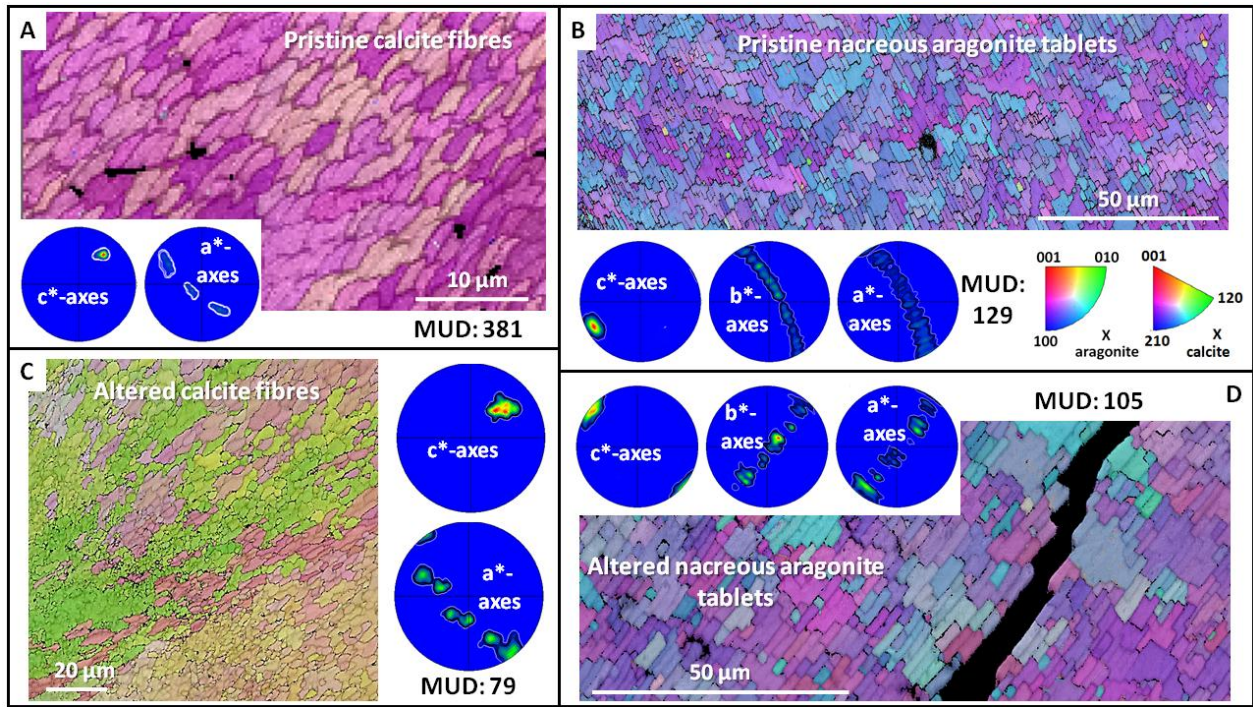 A
Pristine calcite fibres
c*-axes
a*-
axes
10 μm
MUD: 381
B
Pristine nacreous aragonite tablets
50 μm
c*-axes
b*-
axes
a*-
axes
MUD:
129
001 010
100 X
aragonite
001
120
210 X
calcite
C
Altered calcite fibres
20 μm
c*-axes
a*-
axes
MUD: 79
D
MUD: 105
c*-axes
b*-
axes
a*-
axes
Altered nacreous aragonite
tablets
50 μm